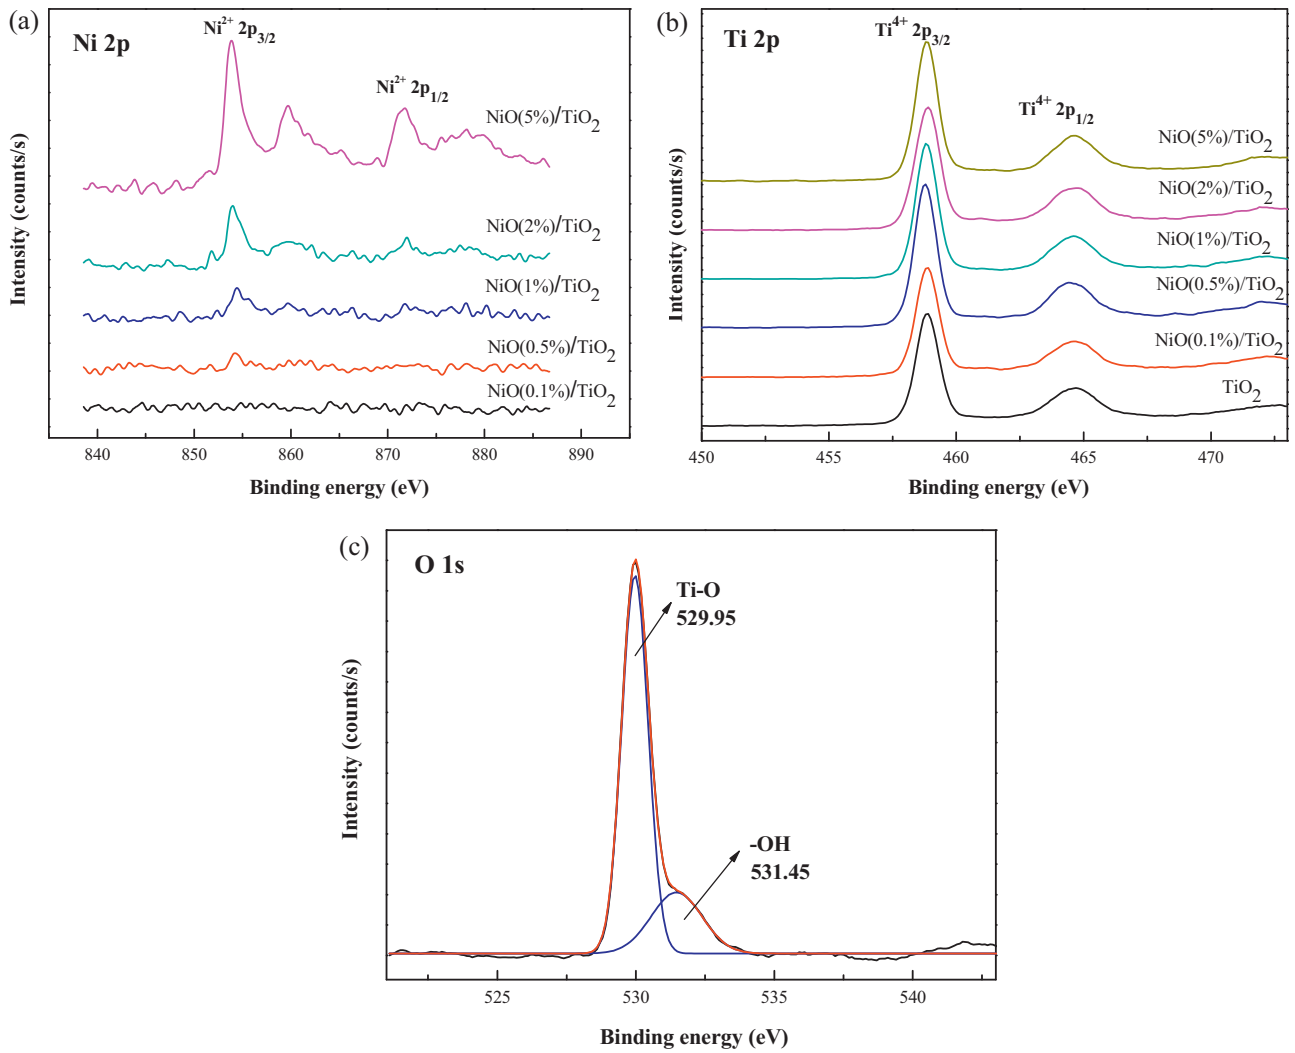 (a)
Ni 2p
Ni²⁺ 2p₃/₂
Ni²⁺ 2p₁/₂
NiO(5%)/TiO₂
NiO(2%)/TiO₂
NiO(1%)/TiO₂
NiO(0.5%)/TiO₂
NiO(0.1%)/TiO₂
Intensity (counts/s)
840 850 860 870 880 890
Binding energy (eV)
(b)
Ti 2p
Ti⁴⁺ 2p₃/₂
Ti⁴⁺ 2p₁/₂
NiO(5%)/TiO₂
NiO(2%)/TiO₂
NiO(1%)/TiO₂
NiO(0.5%)/TiO₂
NiO(0.1%)/TiO₂
TiO₂
Intensity (counts/s)
450 455 460 465 470
Binding energy (eV)
(c)
O 1s
Ti-O
529.95
-OH
531.45
Intensity (counts/s)
525 530 535 540
Binding energy (eV)